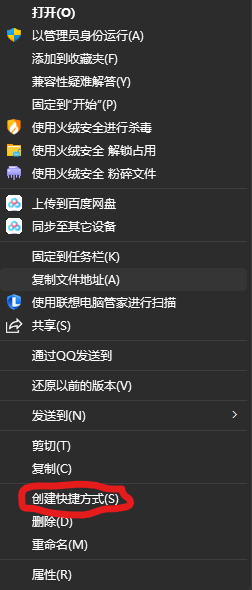 打开(O)
以管理员身份运行(A)
添加到收藏夹(F)
兼容性疑难解答(Y)
固定到"开始"(P)
使用火绒安全进行杀毒
使用火绒安全 解锁占用
使用火绒安全 粉碎文件
上传到百度网盘
同步至其它设备
固定到任务栏(K)
复制文件地址(A)
使用联想电脑管家进行扫描
共享(S)
通过QQ发送到
还原以前的版本(V)
发送到(N)
剪切(T)
复制(C)
创建快捷方式(S)
删除(D)
重命名(M)
属性(R)